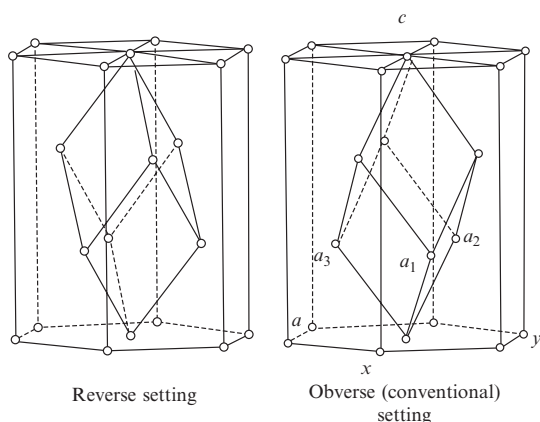 c
a₃
a₁
a₂
a
y
x
Reverse setting
Obverse (conventional)
setting